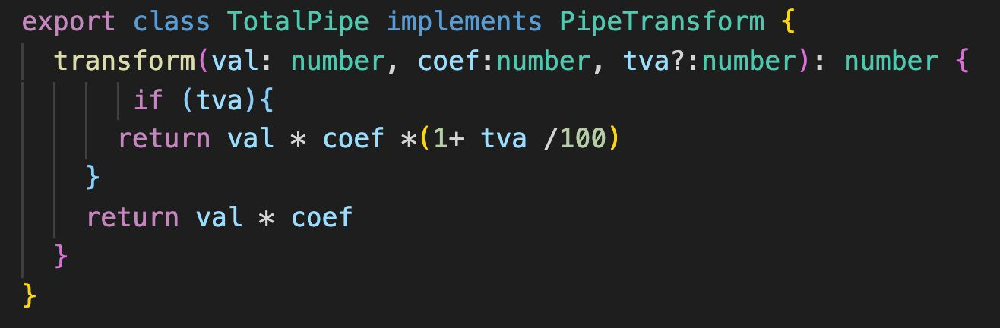 export class TotalPipe implements PipeTransform {
  transform(val: number, coef:number, tva?:number): number {
       if (tva){
      return val * coef *(1+ tva /100)
    }
    return val * coef
  }
}